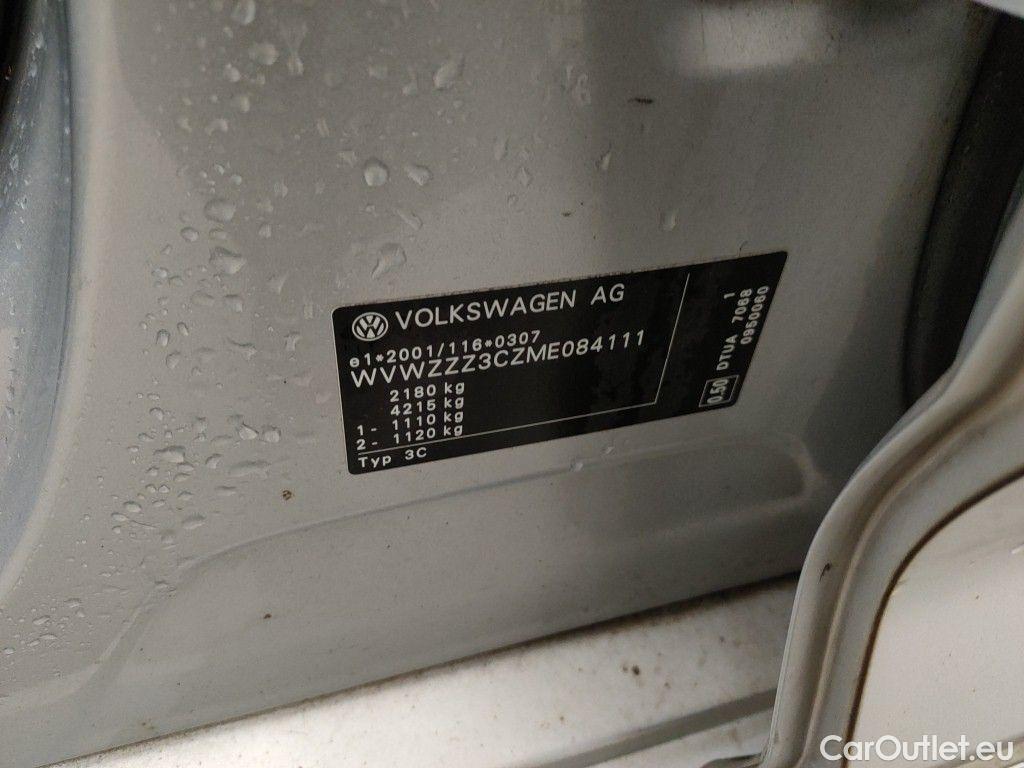 VOLKSWAGEN AG
e1*2001/116*0307
WVWZZZ3CZME084111
2180 kg
4215 kg
1 - 1110 kg
2 - 1120 kg
Typ 3C
0.50 DTUA 7068 1
0950060
CarOutlet.eu